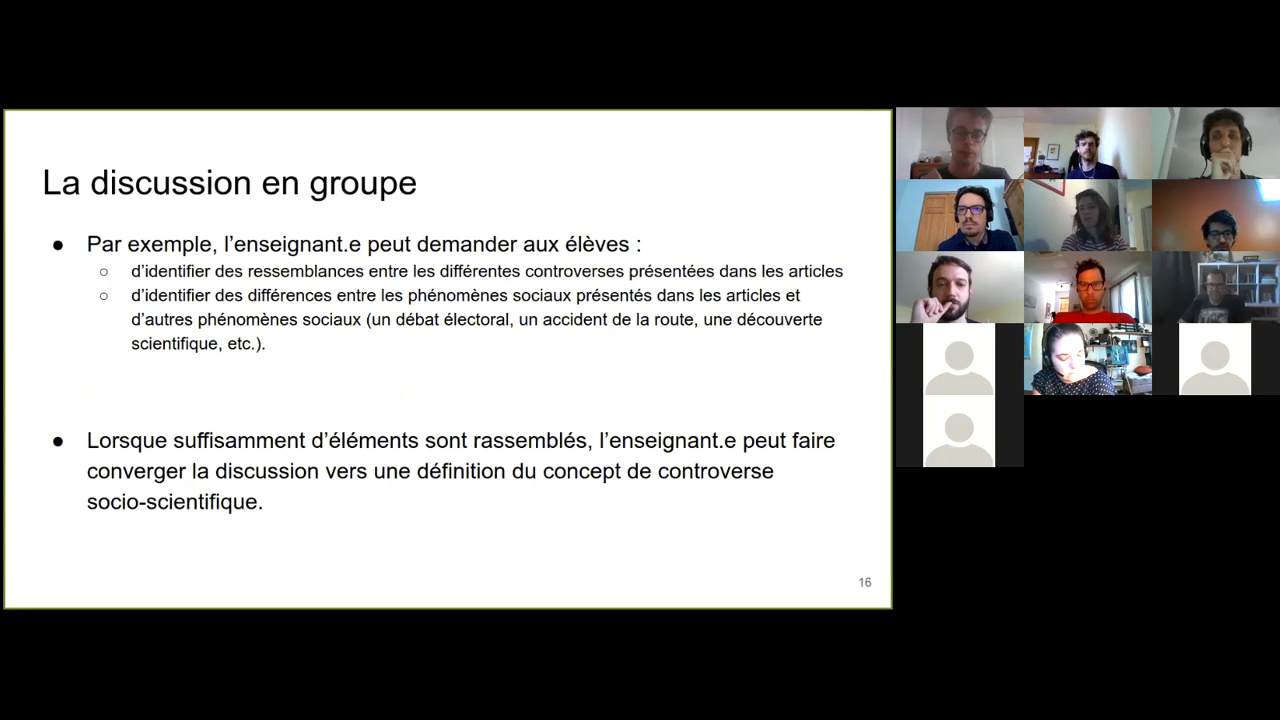 La discussion en groupe
● Par exemple, l’enseignant.e peut demander aux élèves :
○ d’identifier des ressemblances entre les différentes controverses présentées dans les articles
○ d’identifier des différences entre les phénomènes sociaux présentés dans les articles et
d’autres phénomènes sociaux (un débat électoral, un accident de la route, une découverte
scientifique, etc.).
● Lorsque suffisamment d’éléments sont rassemblés, l’enseignant.e peut faire
converger la discussion vers une définition du concept de controverse
socio-scientifique.
16